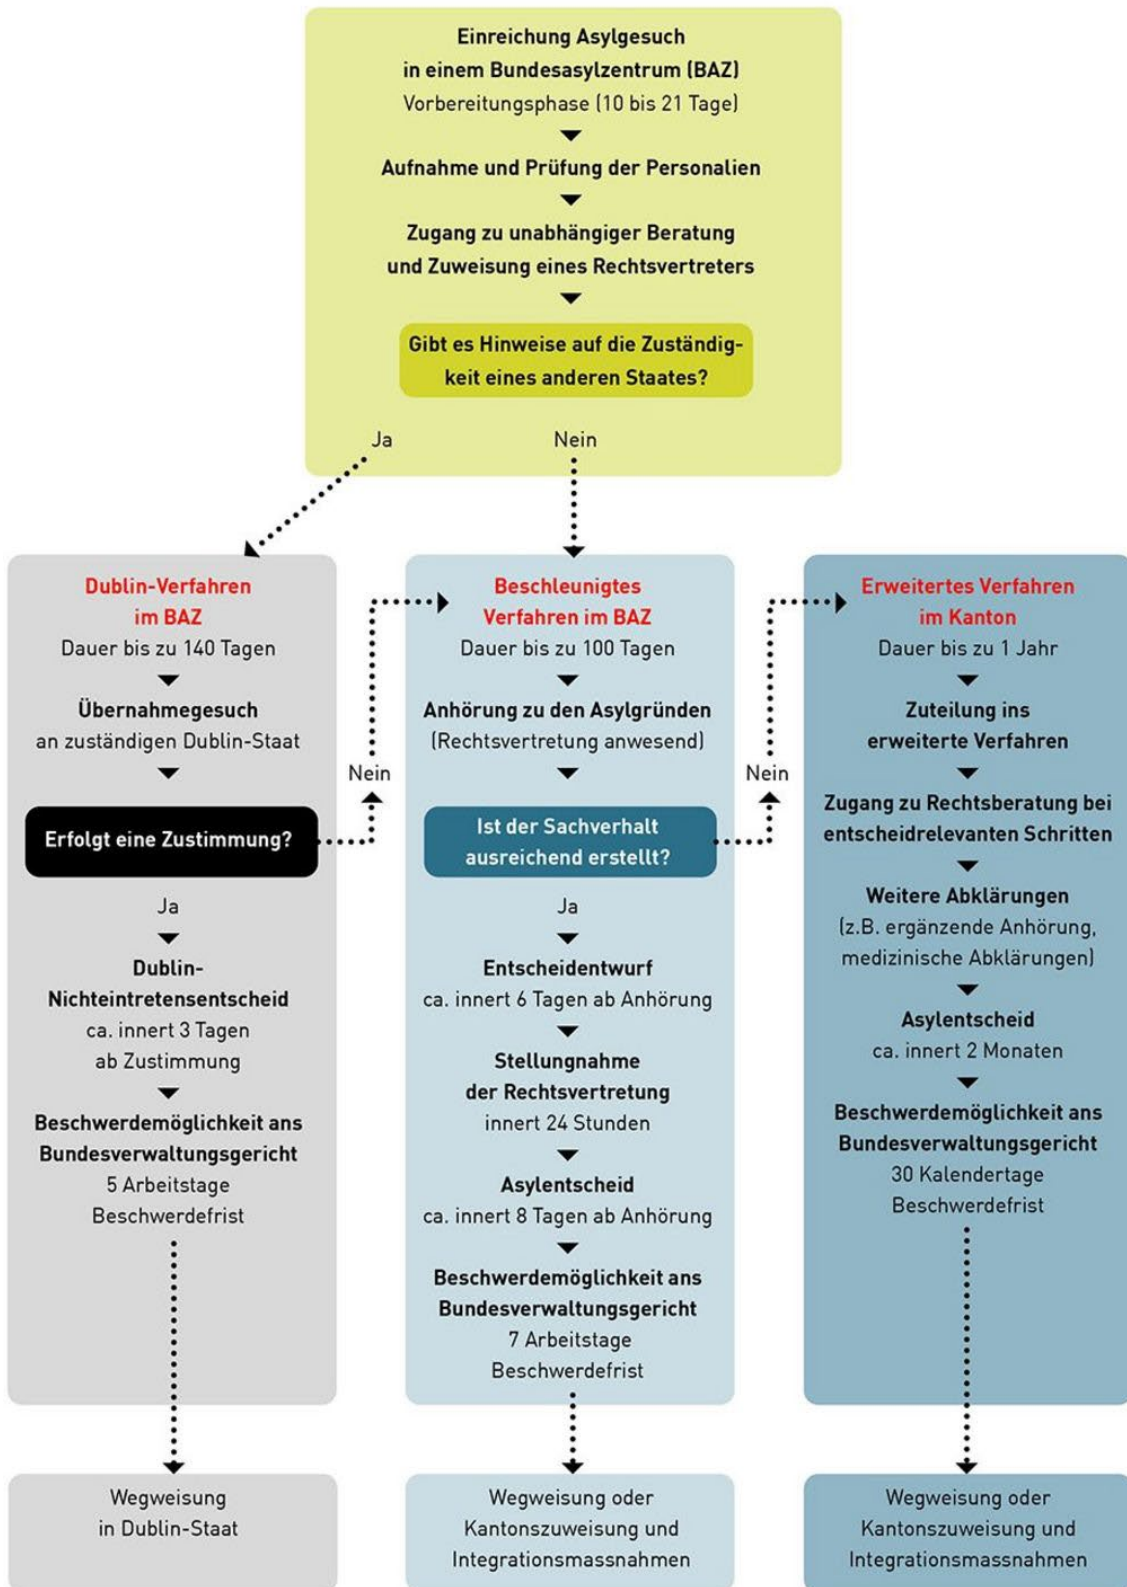 Einreichung Asylgesuch
in einem Bundesasylzentrum (BAZ)
Vorbereitungsphase (10 bis 21 Tage)
Aufnahme und Prüfung der Personalien
Zugang zu unabhängiger Beratung
und Zuweisung eines Rechtsvertreters
Gibt es Hinweise auf die Zuständig-
keit eines anderen Staates?
Ja
Nein
Dublin-Verfahren
im BAZ
Dauer bis zu 140 Tagen
Übernahmegesuch
an zuständigen Dublin-Staat
Erfolgt eine Zustimmung?
Nein
Ja
Dublin-
Nichteintretensentscheid
ca. innert 3 Tagen
ab Zustimmung
Beschwerdemöglichkeit ans
Bundesverwaltungsgericht
5 Arbeitstage
Beschwerdefrist
Wegweisung
in Dublin-Staat
Beschleunigtes
Verfahren im BAZ
Dauer bis zu 100 Tagen
Anhörung zu den Asylgründen
(Rechtsvertretung anwesend)
Ist der Sachverhalt
ausreichend erstellt?
Nein
Ja
Entscheidentwurf
ca. innert 6 Tagen ab Anhörung
Stellungnahme
der Rechtsvertretung
innert 24 Stunden
Asylentscheid
ca. innert 8 Tagen ab Anhörung
Beschwerdemöglichkeit ans
Bundesverwaltungsgericht
7 Arbeitstage
Beschwerdefrist
Wegweisung oder
Kantonszuweisung und
Integrationsmassnahmen
Erweitertes Verfahren
im Kanton
Dauer bis zu 1 Jahr
Zuteilung ins
erweiterte Verfahren
Zugang zu Rechtsberatung bei
entscheidrelevanten Schritten
Weitere Abklärungen
(z.B. ergänzende Anhörung,
medizinische Abklärungen)
Asylentscheid
ca. innert 2 Monaten
Beschwerdemöglichkeit ans
Bundesverwaltungsgericht
30 Kalendertage
Beschwerdefrist
Wegweisung oder
Kantonszuweisung und
Integrationsmassnahmen